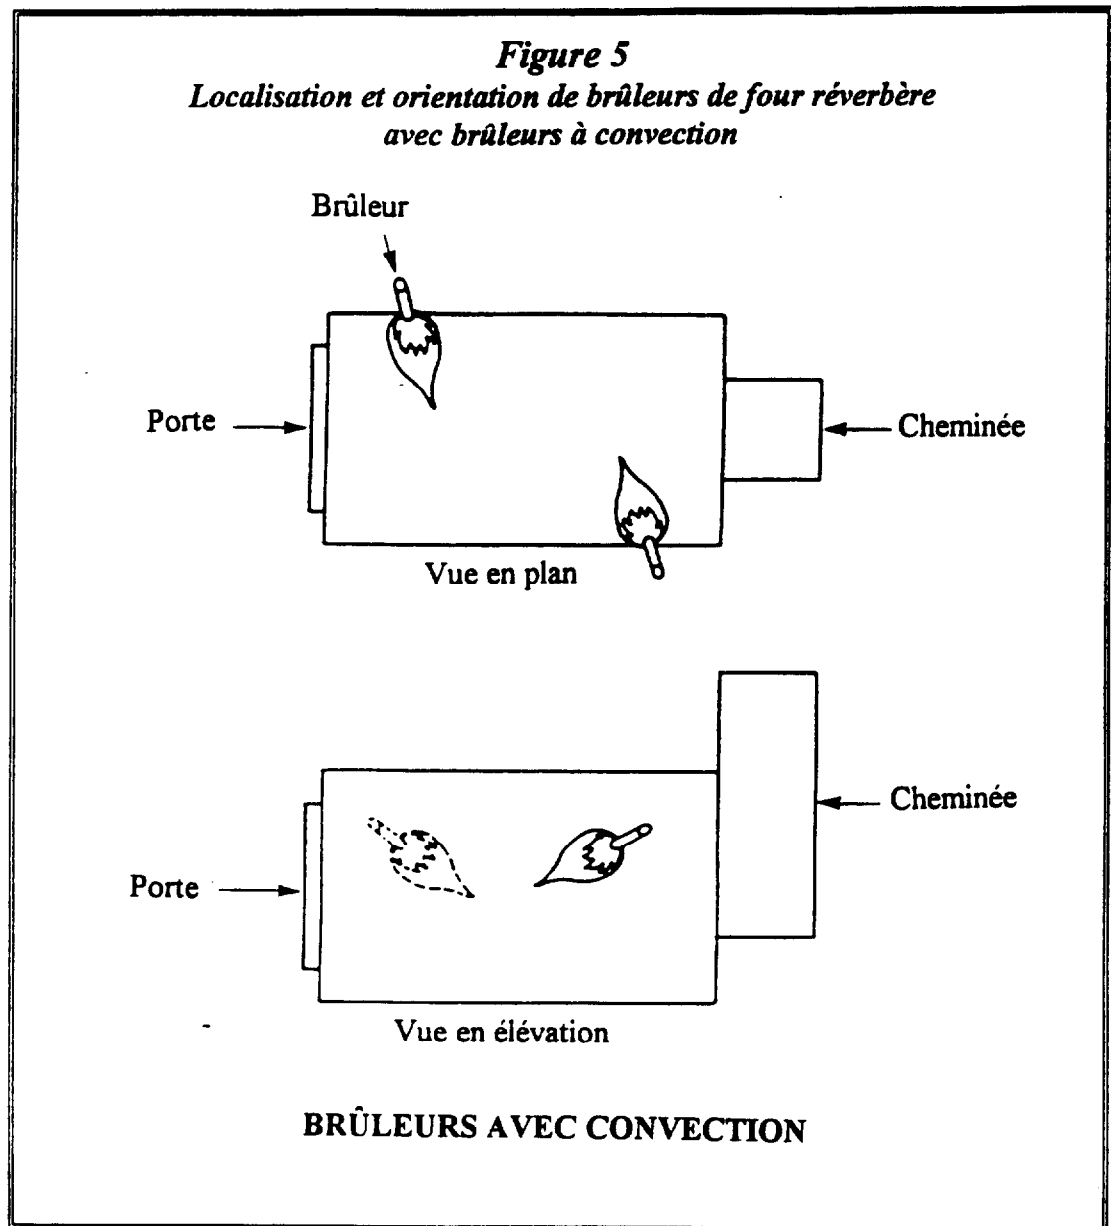 Figure 5
Localisation et orientation de brûleurs de four réverbère
avec brûleurs à convection
Brûleur
Porte
Cheminée
Vue en plan
Cheminée
Porte
Vue en élévation
BRÛLEURS AVEC CONVECTION